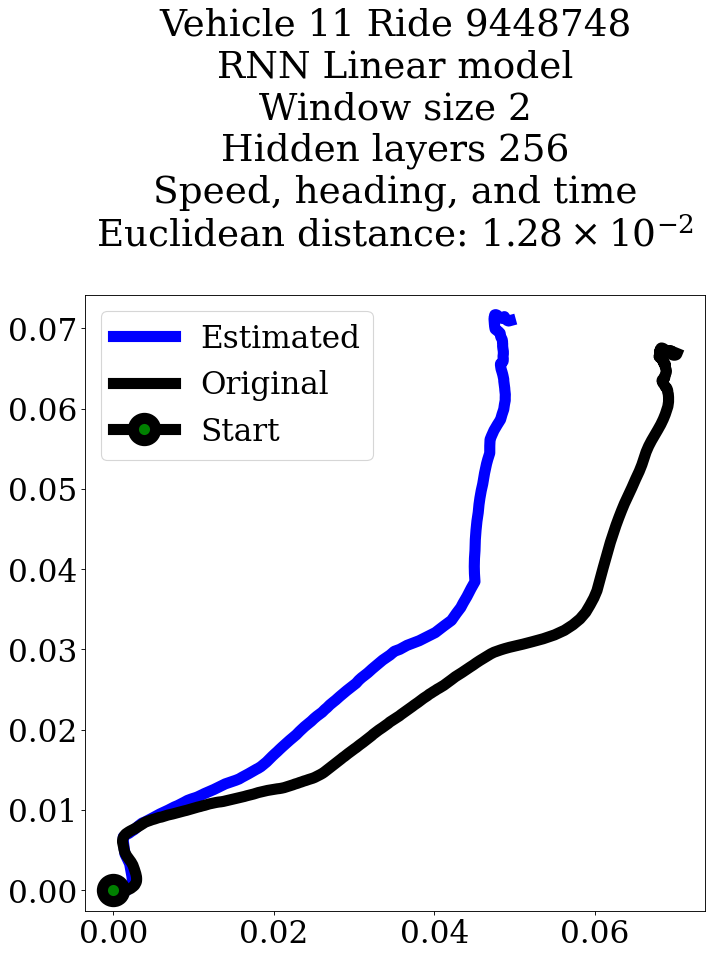 Vehicle 11 Ride 9448748
RNN Linear model
Window size 2
Hidden layers 256
Speed, heading, and time
Euclidean distance: 1.28 × 10⁻²
Estimated
Original
Start
0.07
0.06
0.05
0.04
0.03
0.02
0.01
0.00
0.00 0.02 0.04 0.06